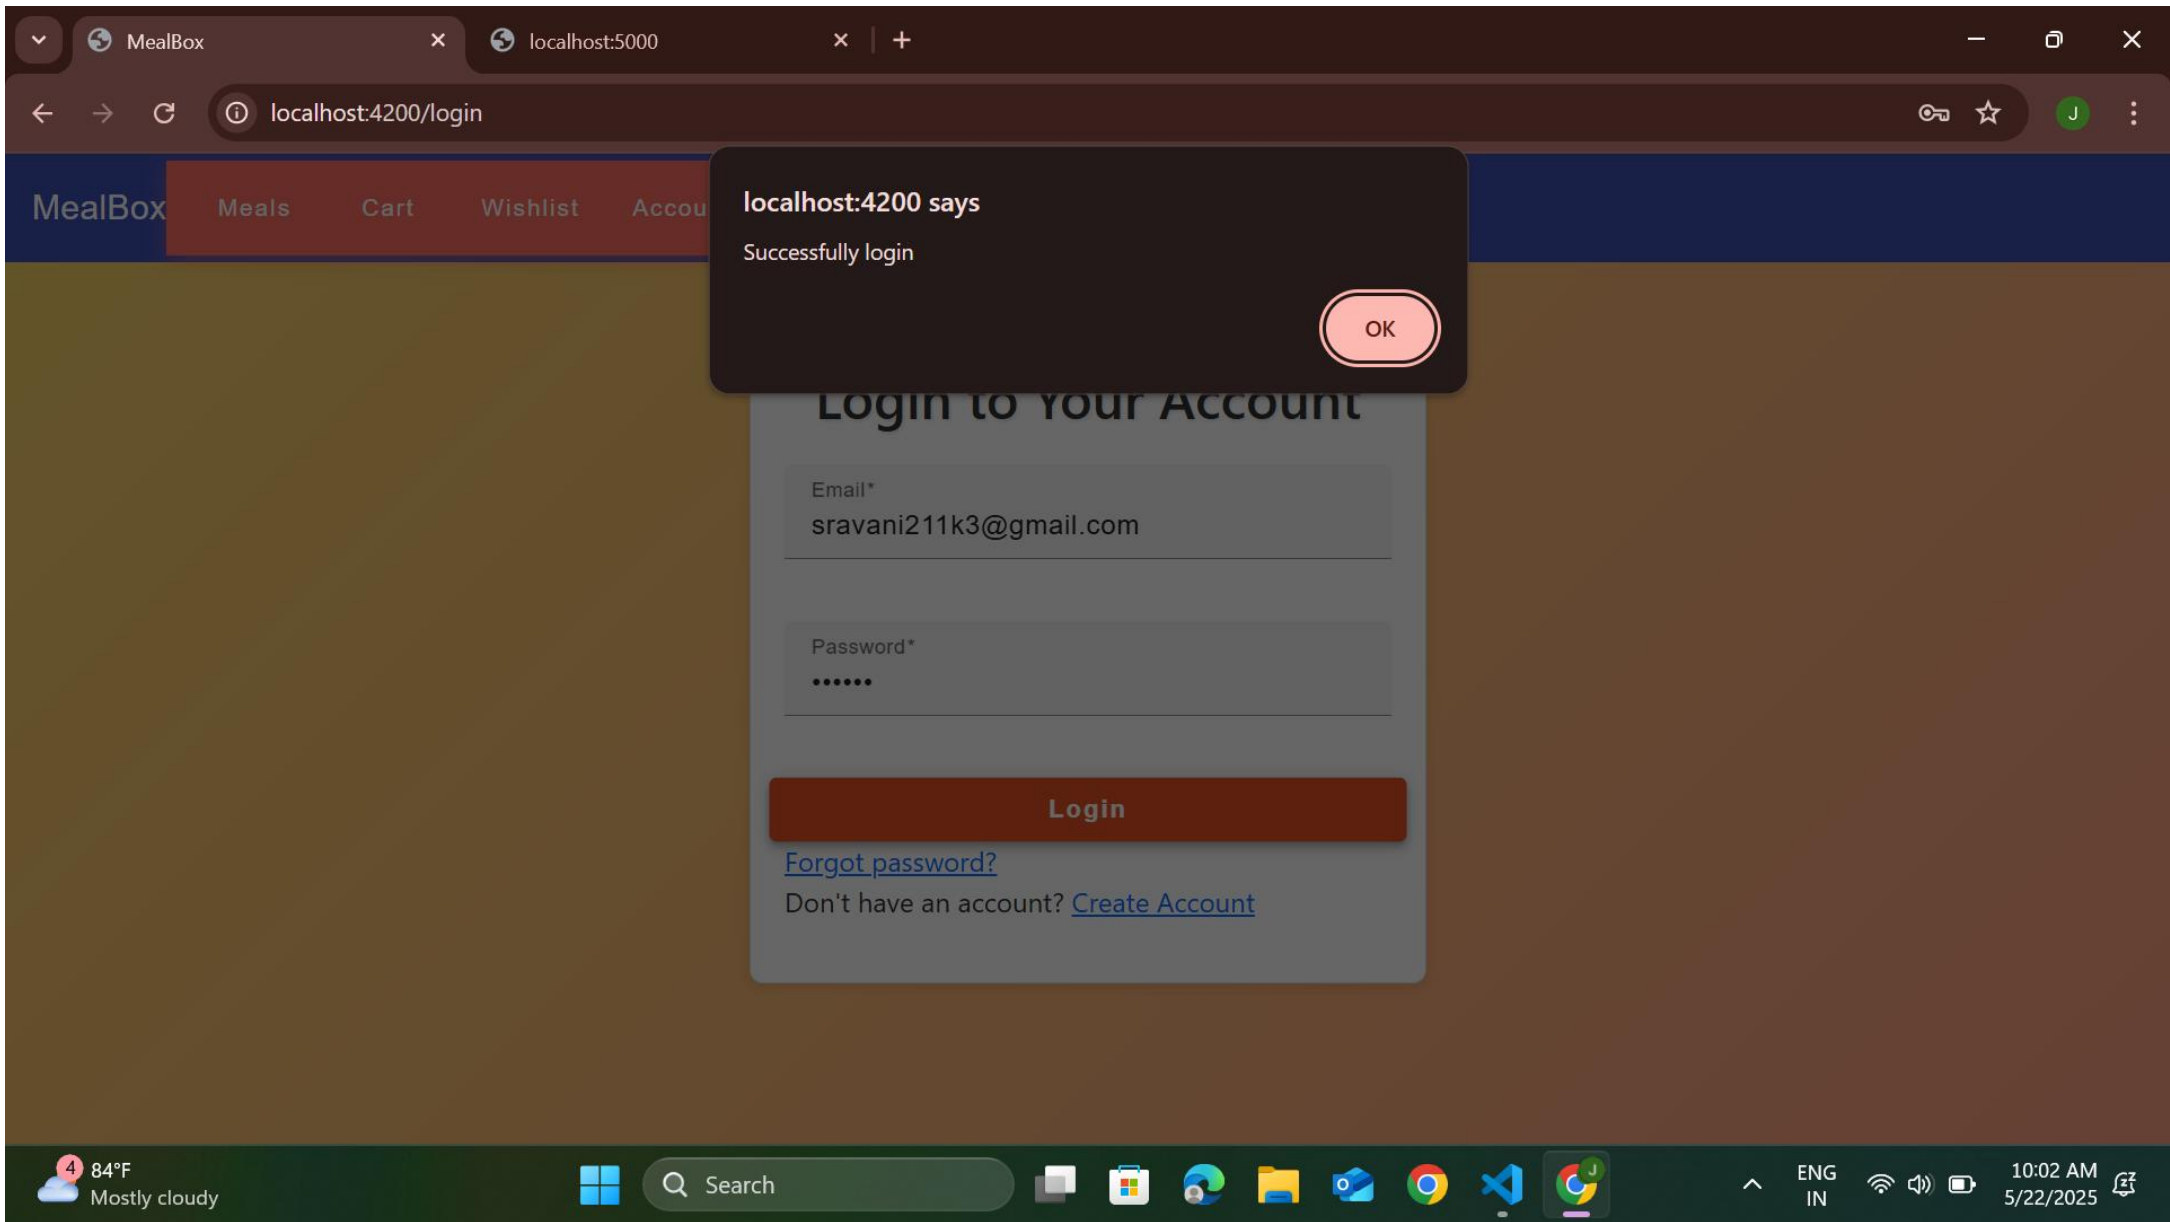 MealBox
localhost:5000
localhost:4200/login
J
MealBox
Meals
Cart
Wishlist
Accou
localhost:4200 says
Successfully login
OK
Login to Your Account
Email*
sravani211k3@gmail.com
Password*
••••••
Login
Forgot password?
Don't have an account? Create Account
4
84°F
Mostly cloudy
Search
J
ENG
IN
10:02 AM
5/22/2025